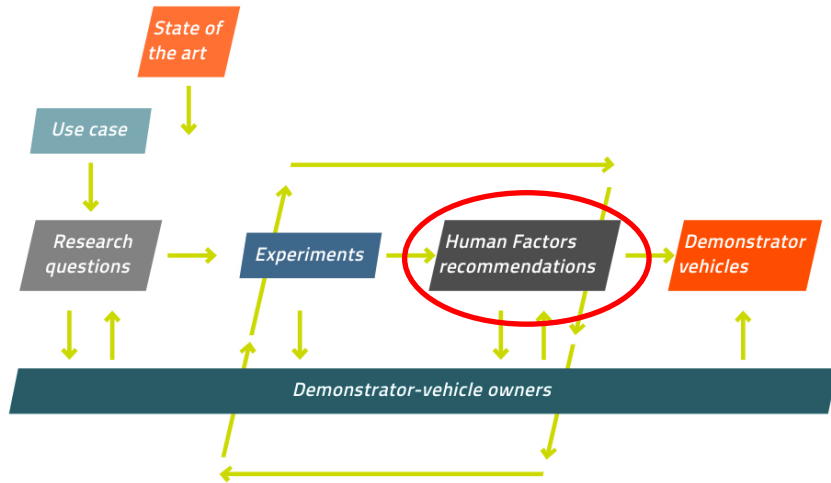 State of
the art
Use case
Research
questions
Experiments
Human Factors
recommendations
Demonstrator
vehicles
Demonstrator-vehicle owners